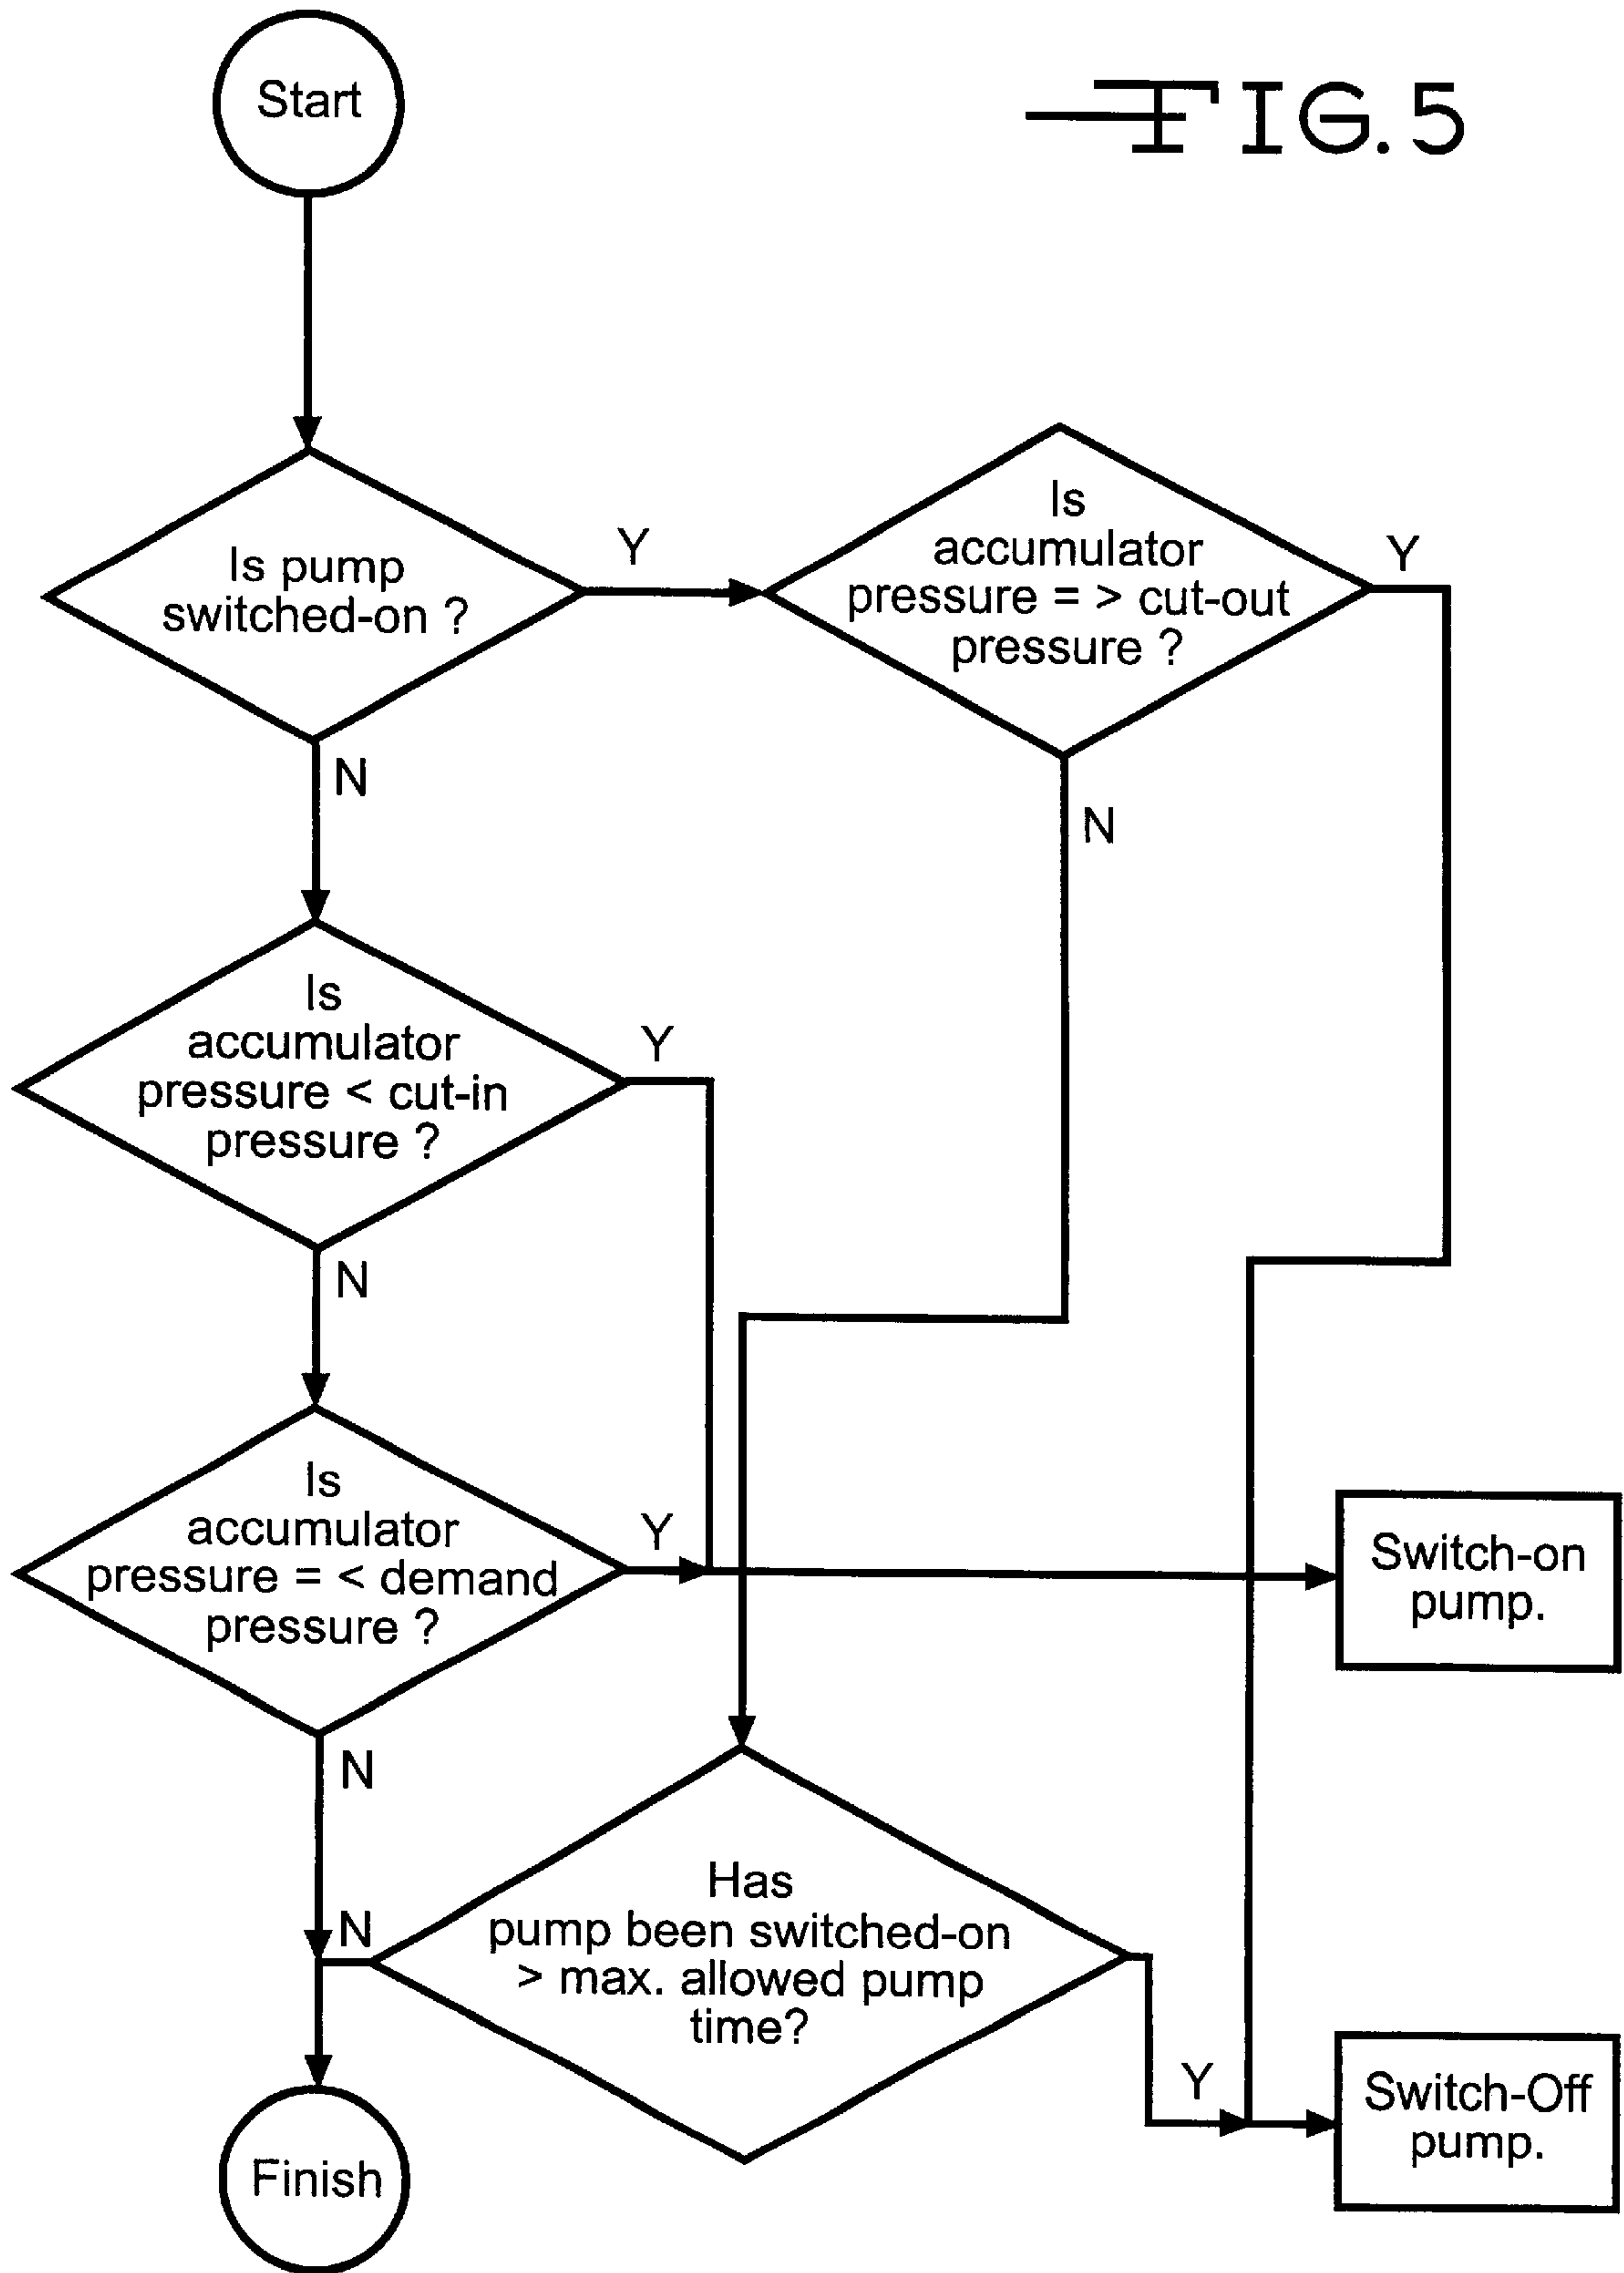 Start
FIG. 5
Is pump
switched-on ?
Y
Is
accumulator
pressure = > cut-out
pressure ?
Y
N
N
Is
accumulator
pressure < cut-in
pressure ?
Y
N
Is
accumulator
pressure = < demand
pressure ?
Y
Switch-on
pump.
N
N
Has
pump been switched-on
> max. allowed pump
time?
Y
Switch-Off
pump.
Finish